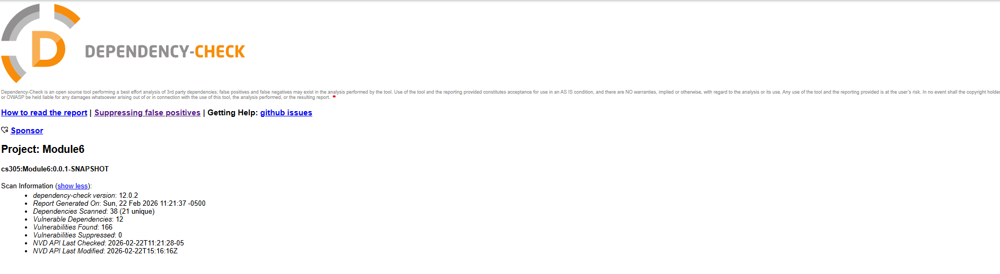 DEPENDENCY-CHECK
Dependency-Check is an open source tool performing a best effort analysis of 3rd party dependencies; false positives and false negatives may exist in the analysis performed by the tool. Use of the tool and the reporting provided constitutes acceptance for use in an AS IS condition, and there are NO warranties, implied or otherwise, with regard to the analysis or its use. Any use of the tool and the reporting provided is at the user's risk. In no event shall the copyright holder
or OWASP be held liable for any damages whatsoever arising out of or in connection with the use of this tool, the analysis performed, or the resulting report.
How to read the report | Suppressing false positives | Getting Help: github issues
Sponsor
Project: Module6
cs305:Module6:0.0.1-SNAPSHOT
Scan Information (show less):
• dependency-check version: 12.0.2
• Report Generated On: Sun, 22 Feb 2026 11:21:37 -0500
• Dependencies Scanned: 38 (21 unique)
• Vulnerable Dependencies: 12
• Vulnerabilities Found: 166
• Vulnerabilities Suppressed: 0
• NVD API Last Checked: 2026-02-22T11:21:28-05
• NVD API Last Modified: 2026-02-22T15:16:16Z